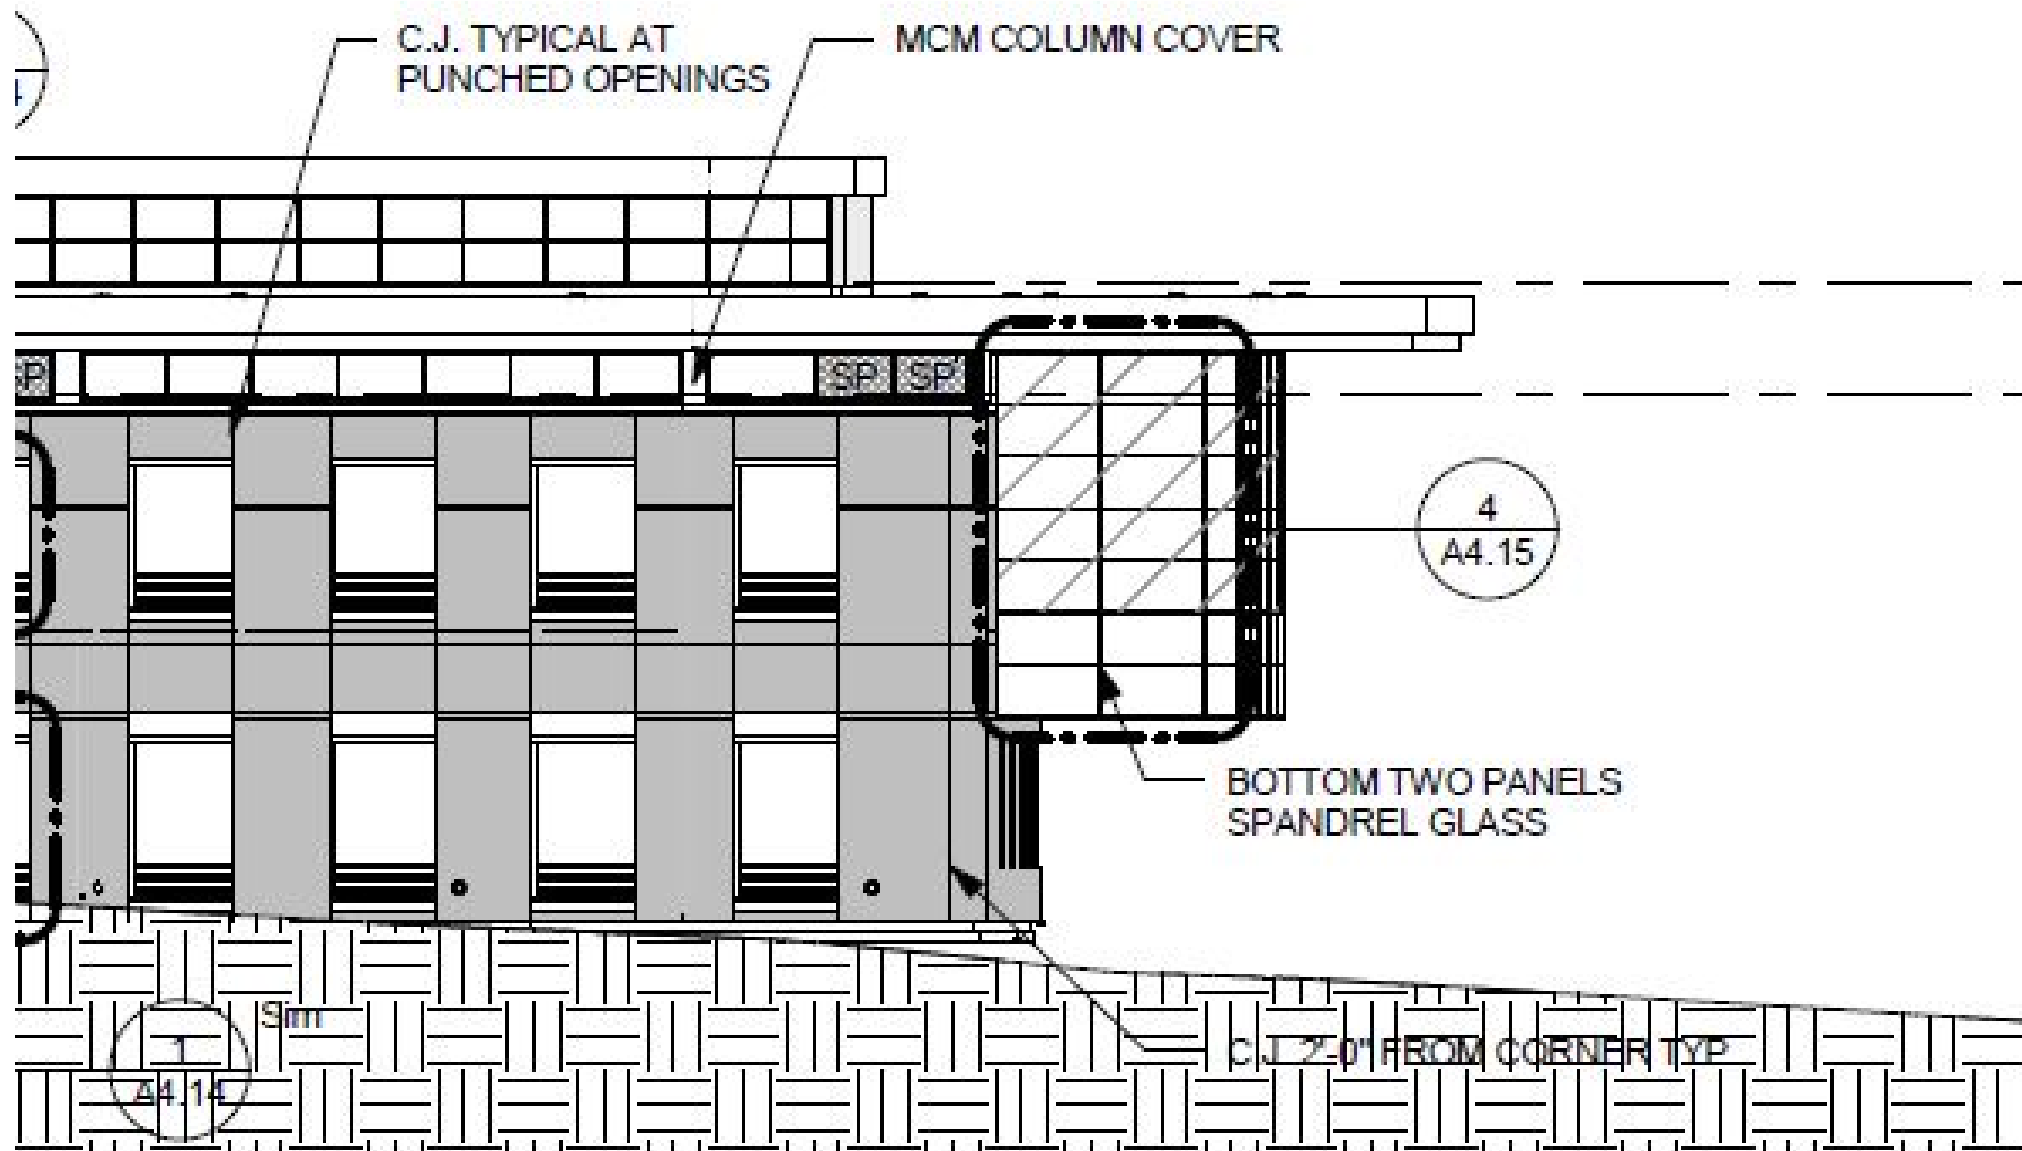 C.J. TYPICAL AT
PUNCHED OPENINGS
MCM COLUMN COVER
4
SP
SP
SP
4
A4.15
BOTTOM TWO PANELS
SPANDREL GLASS
Sim
1
A4.14
C.J. 2'-0" FROM CORNER TYP